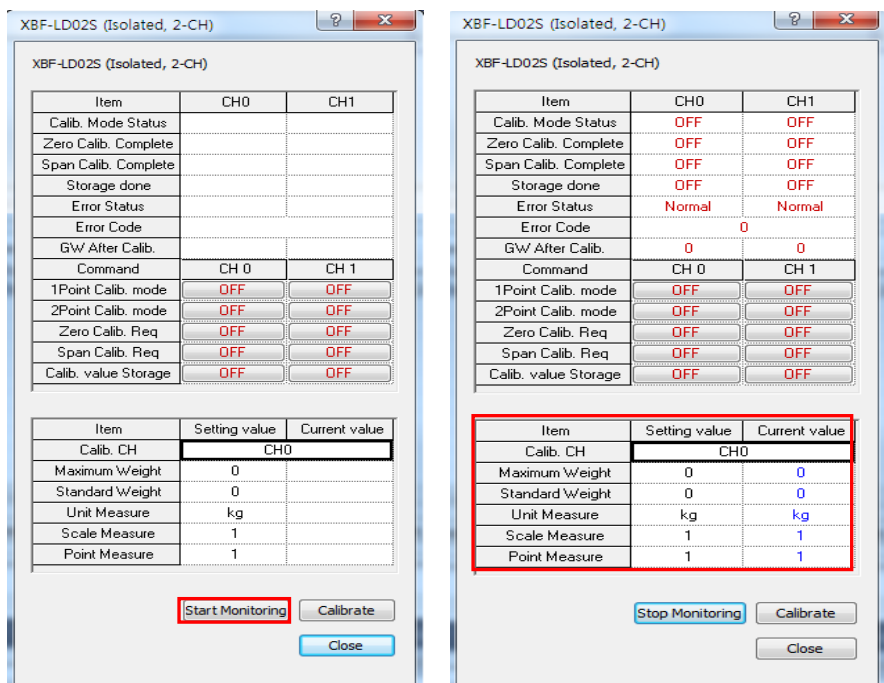 XBF-LD02S (Isolated, 2-CH)
XBF-LD02S (Isolated, 2-CH)
Item CH0 CH1
Calib. Mode Status
Zero Calib. Complete
Span Calib. Complete
Storage done
Error Status
Error Code
GW After Calib.
Command CH 0 CH 1
1Point Calib. mode OFF OFF
2Point Calib. mode OFF OFF
Zero Calib. Req OFF OFF
Span Calib. Req OFF OFF
Calib. value Storage OFF OFF
Item Setting value Current value
Calib. CH CH0
Maximum Weight 0
Standard Weight 0
Unit Measure kg
Scale Measure 1
Point Measure 1
Start Monitoring Calibrate
Close
XBF-LD02S (Isolated, 2-CH)
XBF-LD02S (Isolated, 2-CH)
Item CH0 CH1
Calib. Mode Status OFF OFF
Zero Calib. Complete OFF OFF
Span Calib. Complete OFF OFF
Storage done OFF OFF
Error Status Normal Normal
Error Code 0
GW After Calib. 0 0
Command CH 0 CH 1
1Point Calib. mode OFF OFF
2Point Calib. mode OFF OFF
Zero Calib. Req OFF OFF
Span Calib. Req OFF OFF
Calib. value Storage OFF OFF
Item Setting value Current value
Calib. CH CH0
Maximum Weight 0 0
Standard Weight 0 0
Unit Measure kg kg
Scale Measure 1 1
Point Measure 1 1
Stop Monitoring Calibrate
Close